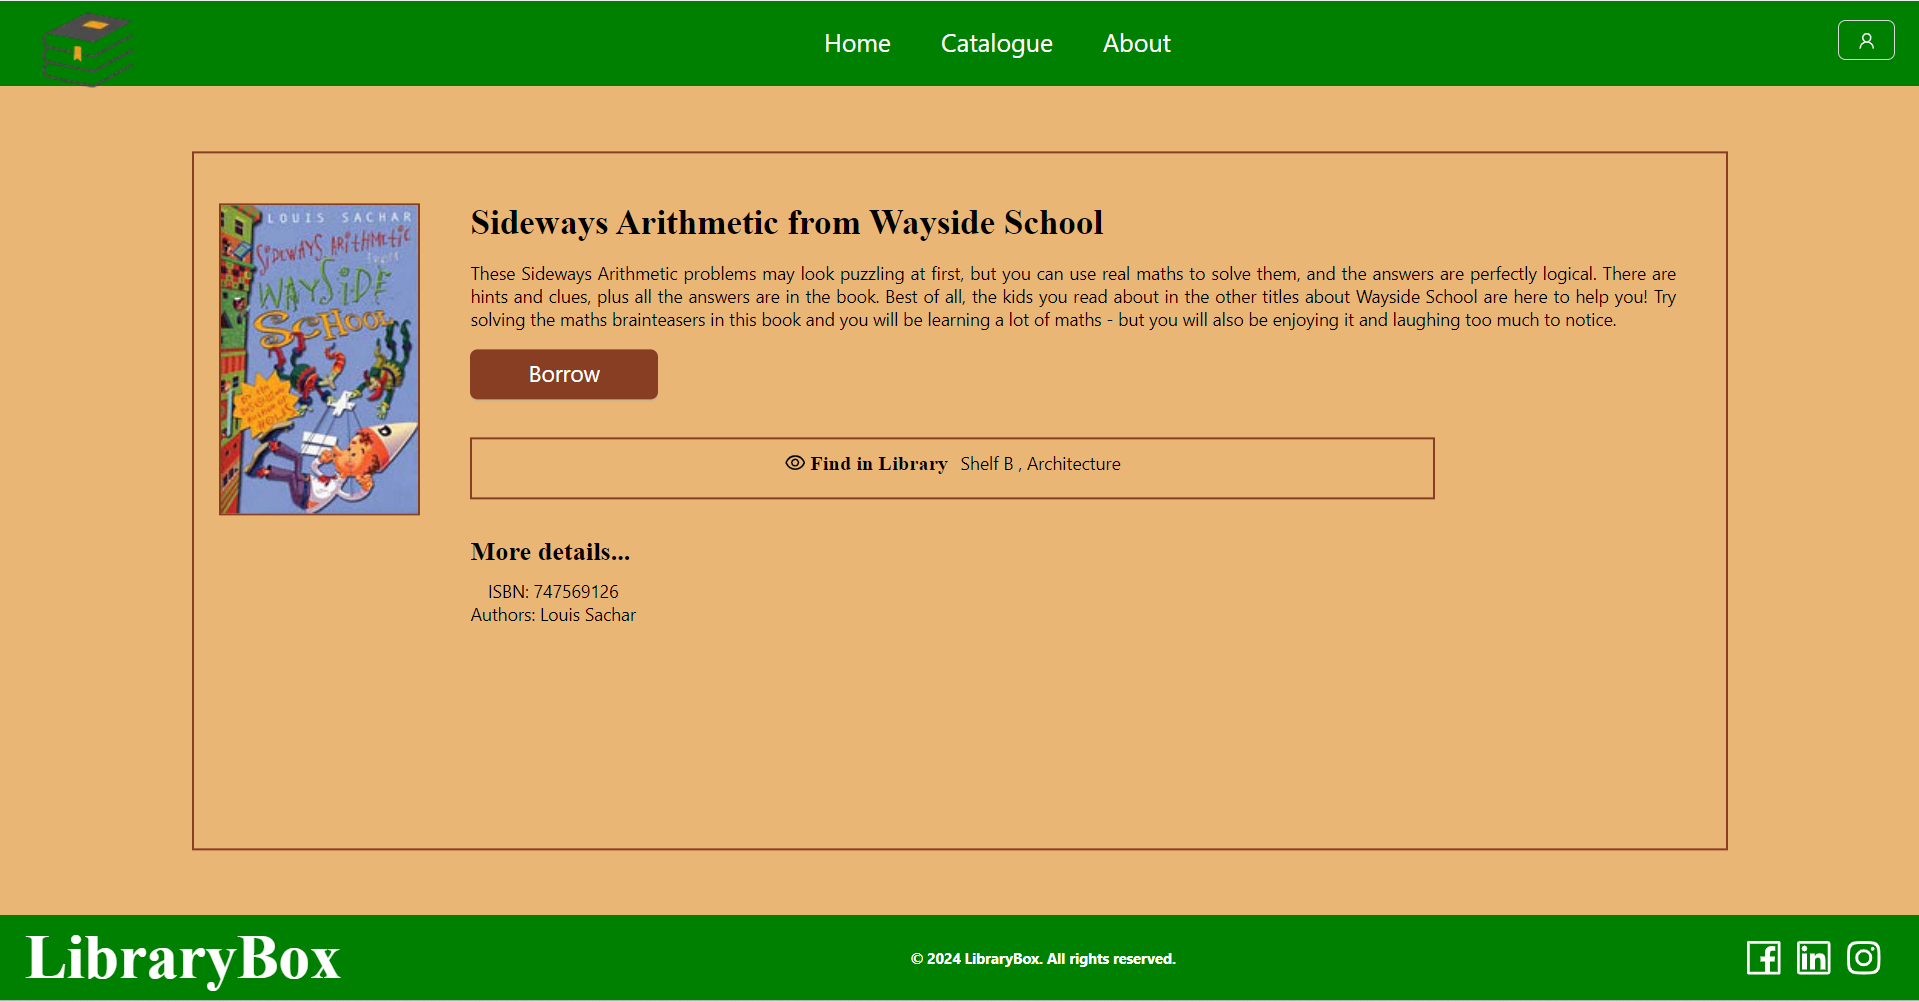 Home Catalogue About
LOUIS SACHAR
SIDEWAYS ARITHMETIC
from
WAYSIDE
SCHOOL
Sideways Arithmetic from Wayside School
These Sideways Arithmetic problems may look puzzling at first, but you can use real maths to solve them, and the answers are perfectly logical. There are
hints and clues, plus all the answers are in the book. Best of all, the kids you read about in the other titles about Wayside School are here to help you! Try
solving the maths brainteasers in this book and you will be learning a lot of maths - but you will also be enjoying it and laughing too much to notice.
Borrow
D
Find in Library Shelf B , Architecture
More details...
ISBN: 747569126
Authors: Louis Sachar
LibraryBox
© 2024 LibraryBox. All rights reserved.